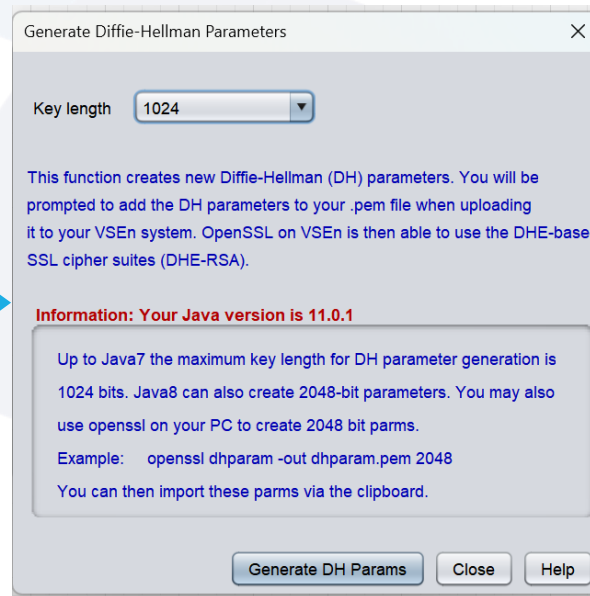 Generate Diffie-Hellman Parameters
Key length 1024
This function creates new Diffie-Hellman (DH) parameters. You will be
prompted to add the DH parameters to your .pem file when uploading
it to your VSEn system. OpenSSL on VSEn is then able to use the DHE-base
SSL cipher suites (DHE-RSA).
Information: Your Java version is 11.0.1
Up to Java7 the maximum key length for DH parameter generation is
1024 bits. Java8 can also create 2048-bit parameters. You may also
use openssl on your PC to create 2048 bit parms.
Example: openssl dhparam -out dhparam.pem 2048
You can then import these parms via the clipboard.
Generate DH Params Close Help